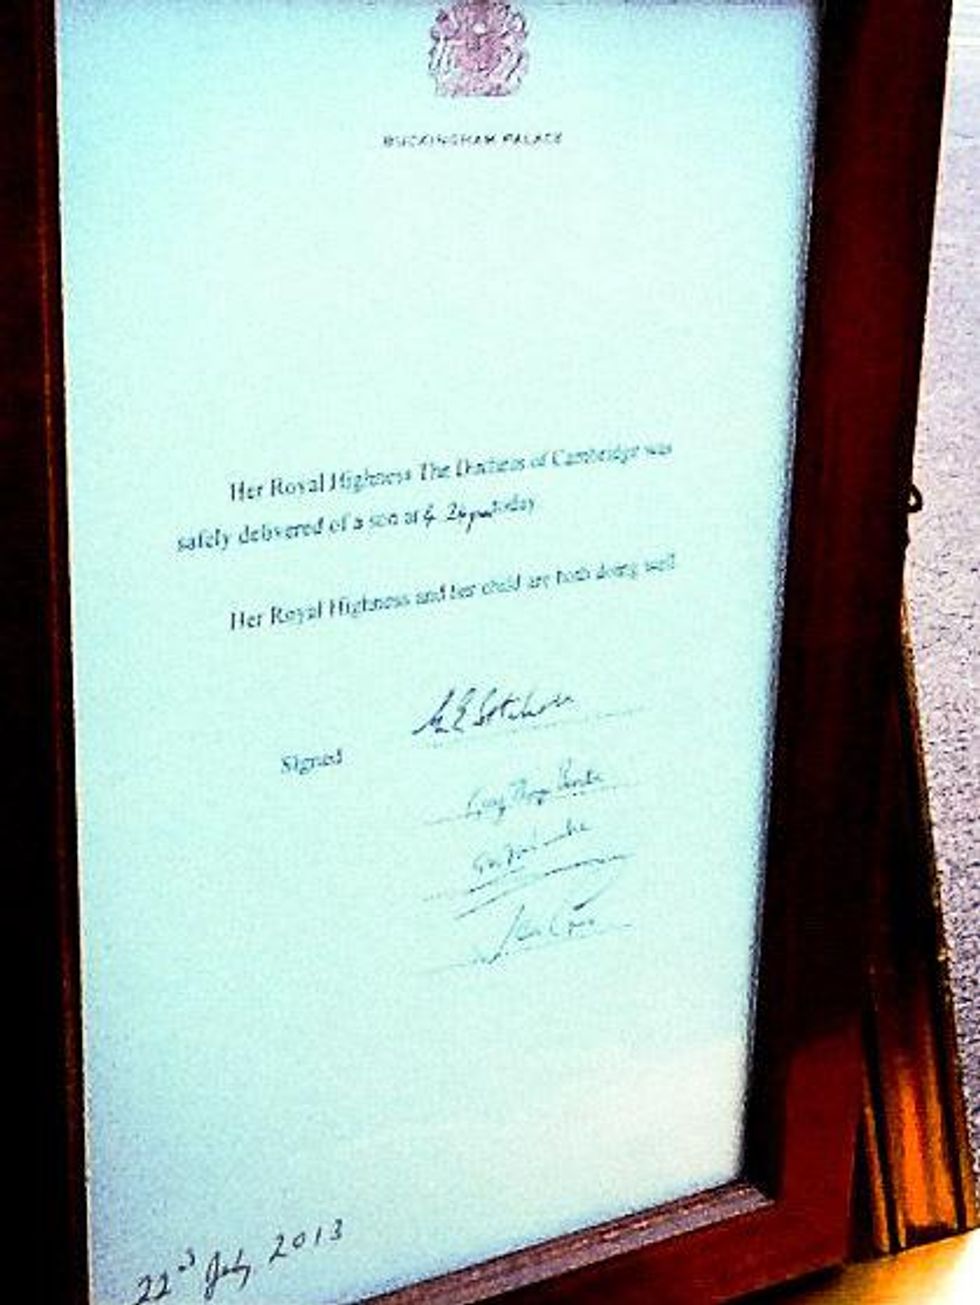 BUCKINGHAM PALACE
Her Royal Highness The Duchess of Cambridge was
safely delivered of a son at 4.24pm today.
Her Royal Highness and her child are both doing well.
Signed
22nd July 2013